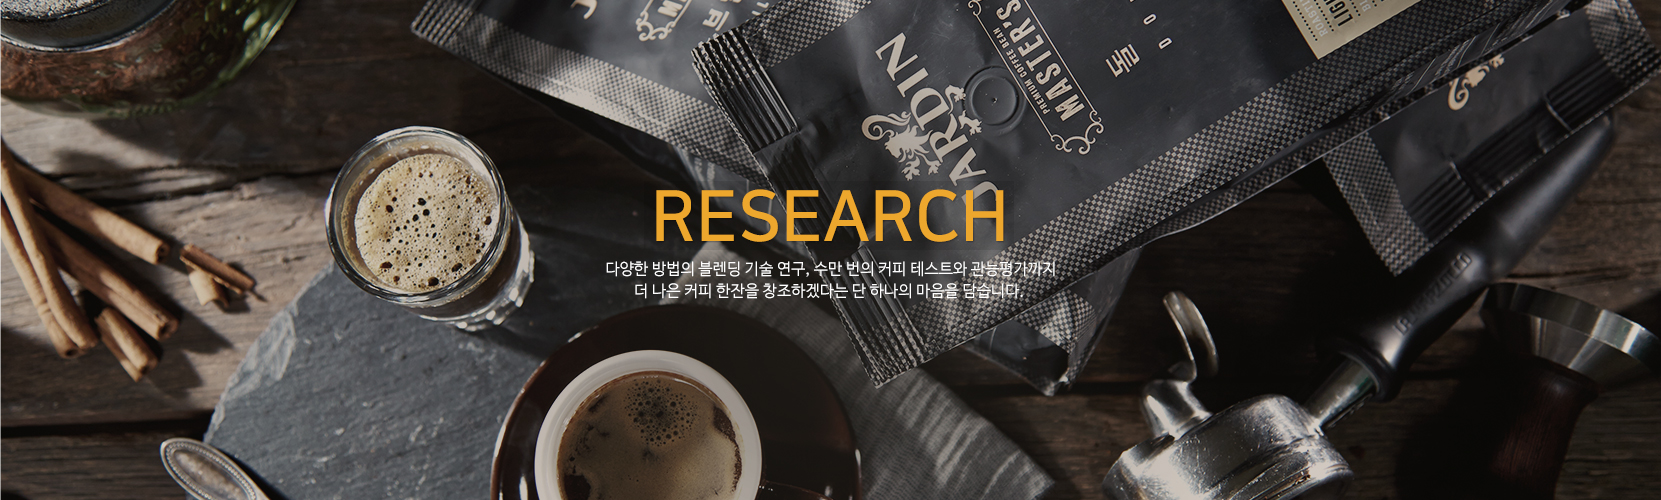 RESEARCH
다양한 방법의 블렌딩 기술 연구, 수만 번의 커피 테스트와 관능평가까지
더 나은 커피 한잔을 창조하겠다는 단 하나의 마음을 담습니다.
JARDIN
PREMIUM COFFEE BEAN
MASTER'S